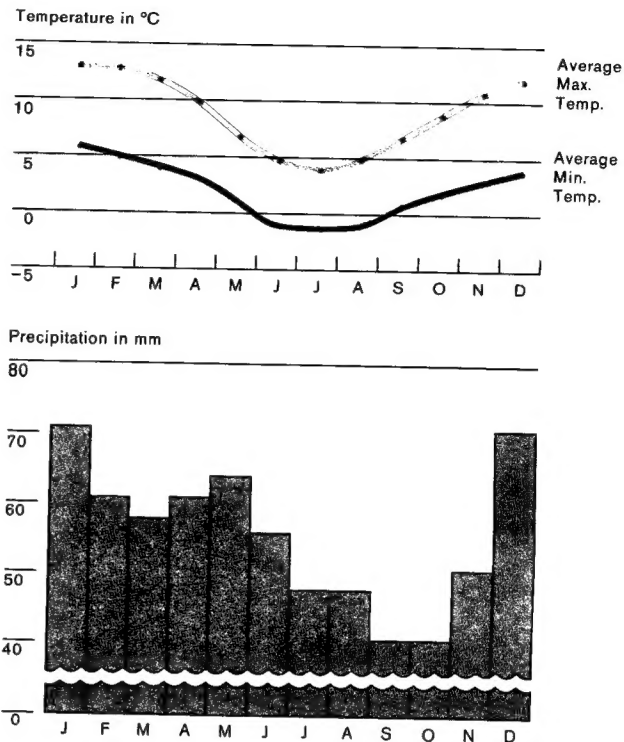 Temperature in °C
15
10
5
0
-5
Average
Max.
Temp.
Average
Min.
Temp.
J F M A M J J A S O N D
Precipitation in mm
80
70
60
50
40
0
J F M A M J J A S O N D